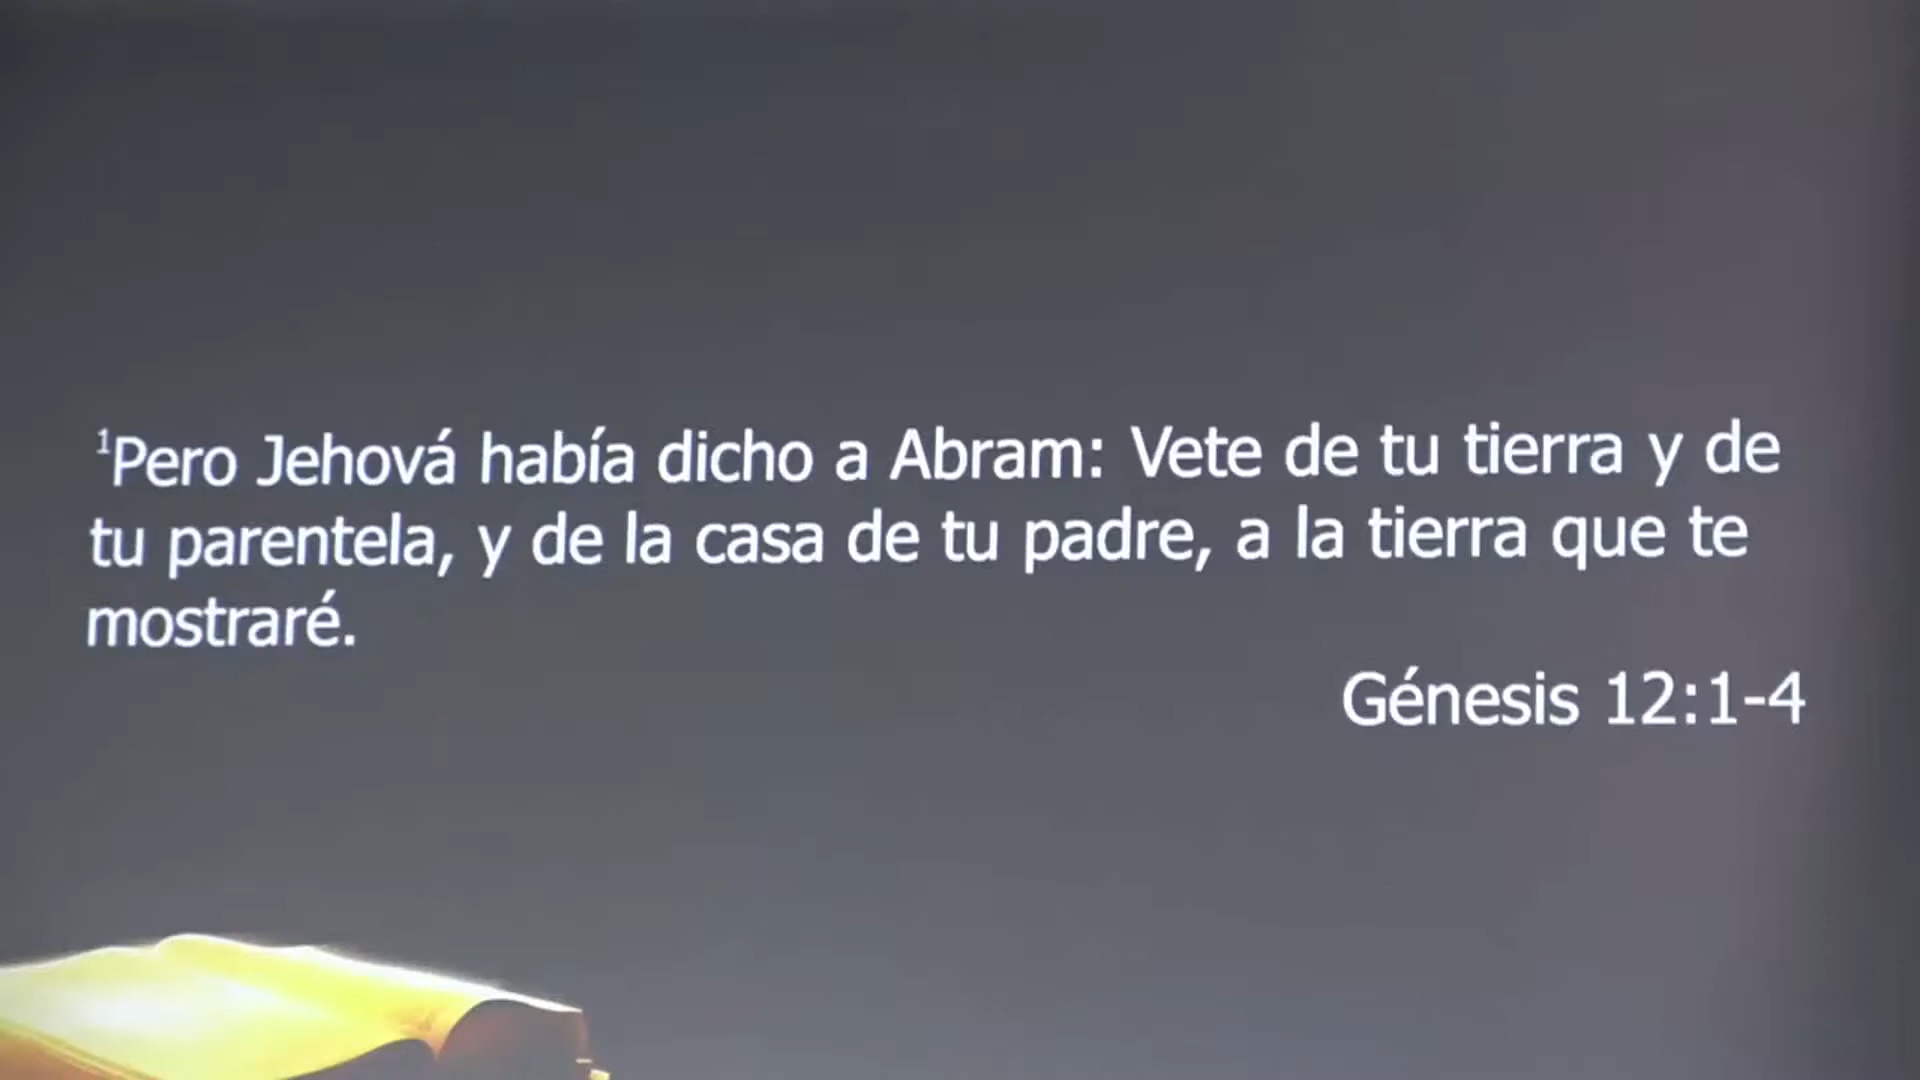 ¹Pero Jehová había dicho a Abram: Vete de tu tierra y de
tu parentela, y de la casa de tu padre, a la tierra que te
mostraré.
Génesis 12:1-4